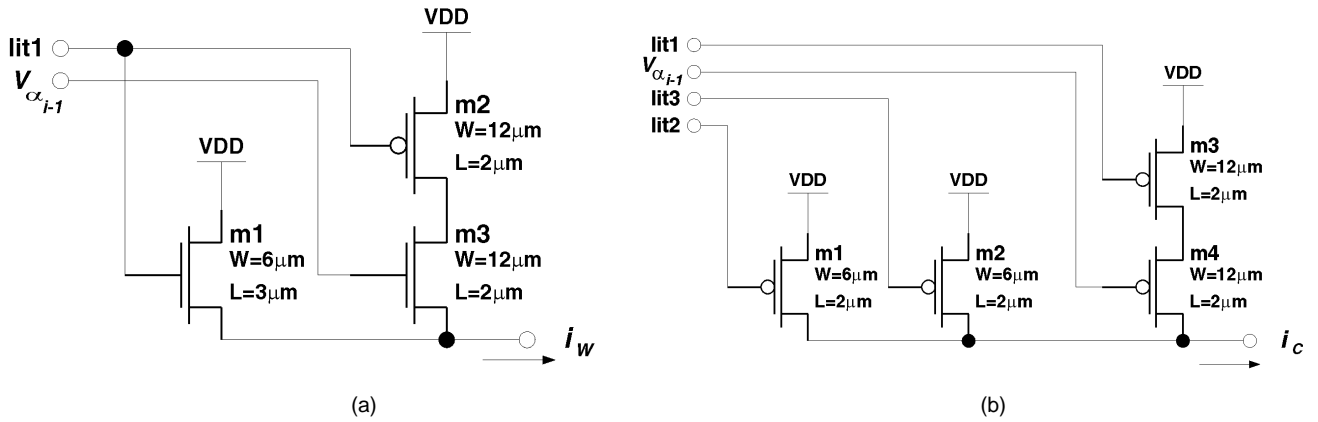 lit1
Vαi-1
VDD
m2
W=12μm
L=2μm
VDD
m1
W=6μm
L=3μm
m3
W=12μm
L=2μm
iW
(a)
lit1
Vαi-1
lit3
lit2
VDD
m3
W=12μm
L=2μm
VDD
m1
W=6μm
L=2μm
VDD
m2
W=6μm
L=2μm
m4
W=12μm
L=2μm
iC
(b)